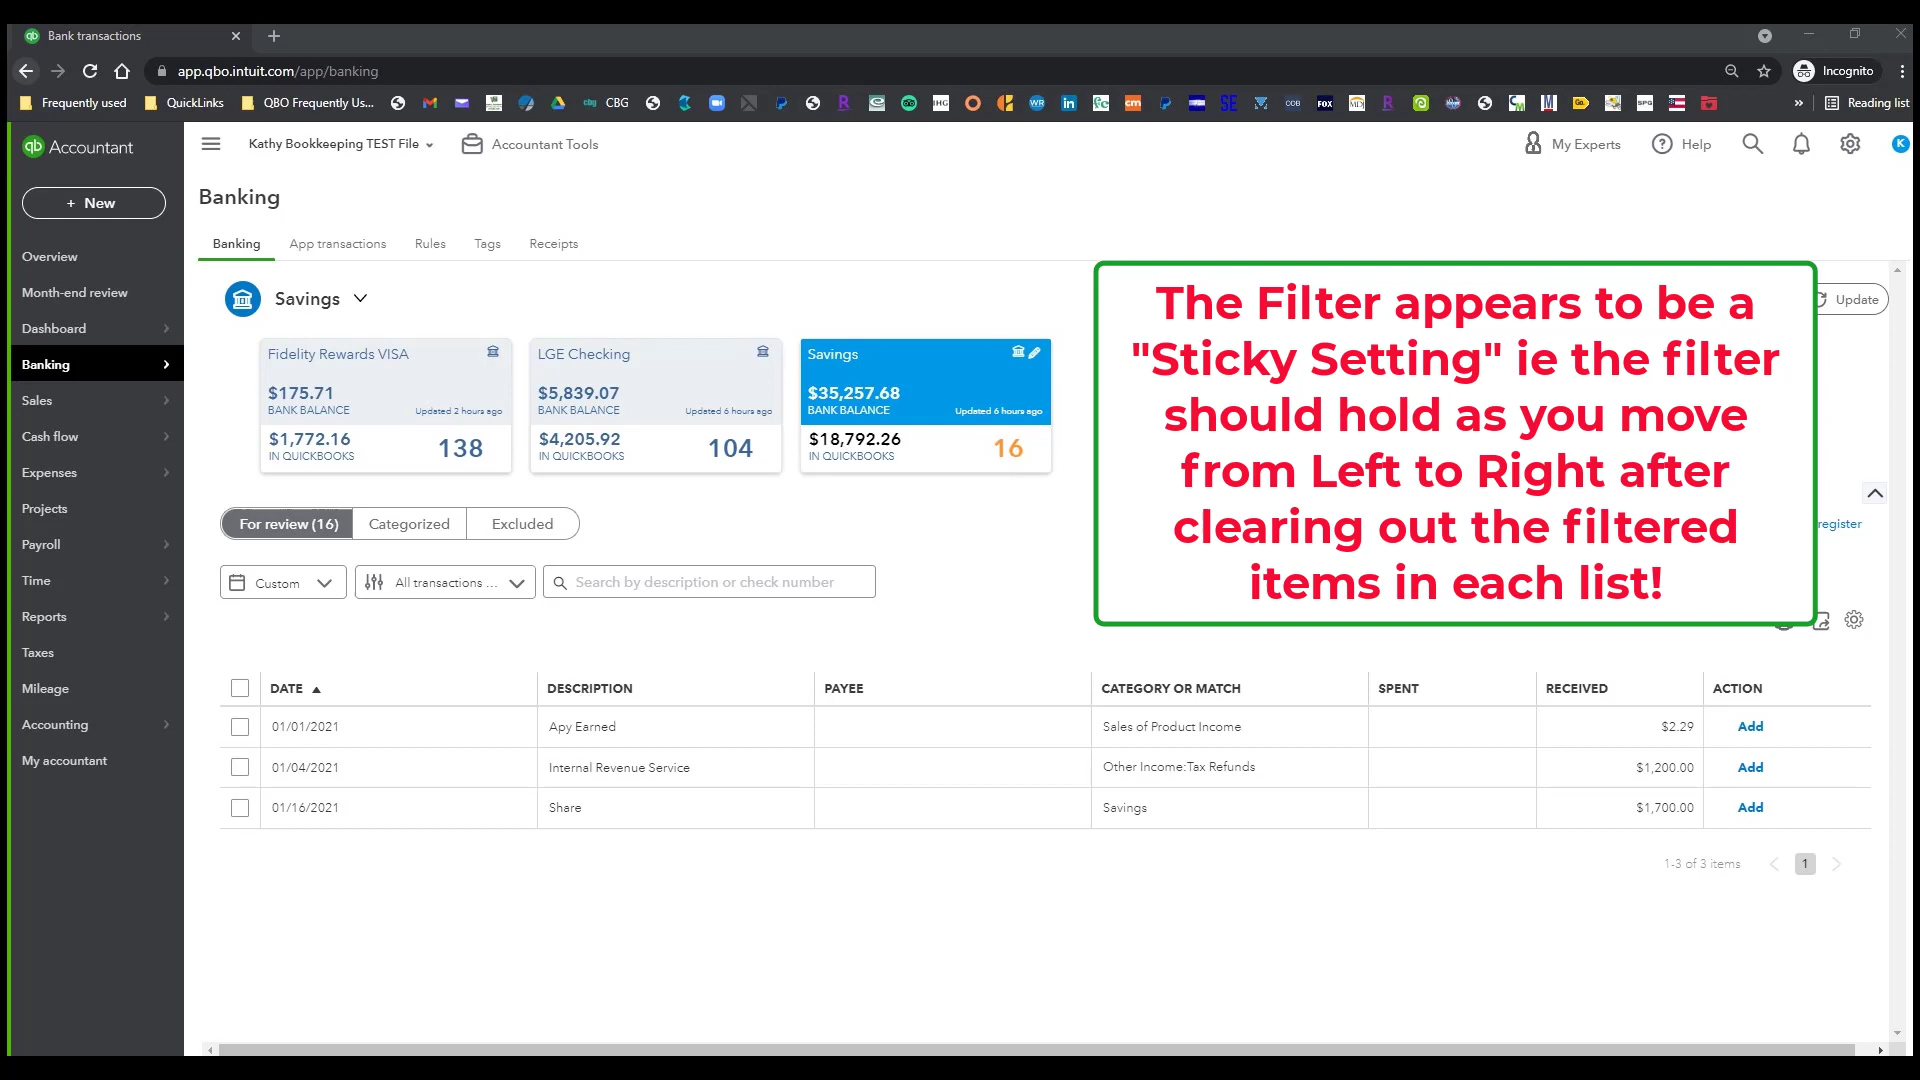 Bank transactions
app.qbo.intuit.com/app/banking
Incognito
Frequently used
QuickLinks
QBO Frequently Us...
CBG
Reading list
qb Accountant
Kathy Bookkeeping TEST File
Accountant Tools
My Experts
Help
K
+ New
Banking
Banking
App transactions
Rules
Tags
Receipts
Overview
Month-end review
Dashboard
Banking
Sales
Cash flow
Expenses
Projects
Payroll
Time
Reports
Taxes
Mileage
Accounting
My accountant
Savings
Update
The Filter appears to be a
"Sticky Setting" ie the filter
should hold as you move
from Left to Right after
clearing out the filtered
items in each list!
Fidelity Rewards VISA
$175.71
BANK BALANCE
Updated 2 hours ago
$1,772.16
IN QUICKBOOKS
138
LGE Checking
$5,839.07
BANK BALANCE
Updated 6 hours ago
$4,205.92
IN QUICKBOOKS
104
Savings
$35,257.68
BANK BALANCE
Updated 6 hours ago
$18,792.26
IN QUICKBOOKS
16
For review (16)
Categorized
Excluded
register
Custom
All transactions ...
Search by description or check number
DATE
DESCRIPTION
PAYEE
CATEGORY OR MATCH
SPENT
RECEIVED
ACTION
01/01/2021
Apy Earned
Sales of Product Income
$2.29
Add
01/04/2021
Internal Revenue Service
Other Income:Tax Refunds
$1,200.00
Add
01/16/2021
Share
Savings
$1,700.00
Add
1-3 of 3 items
1